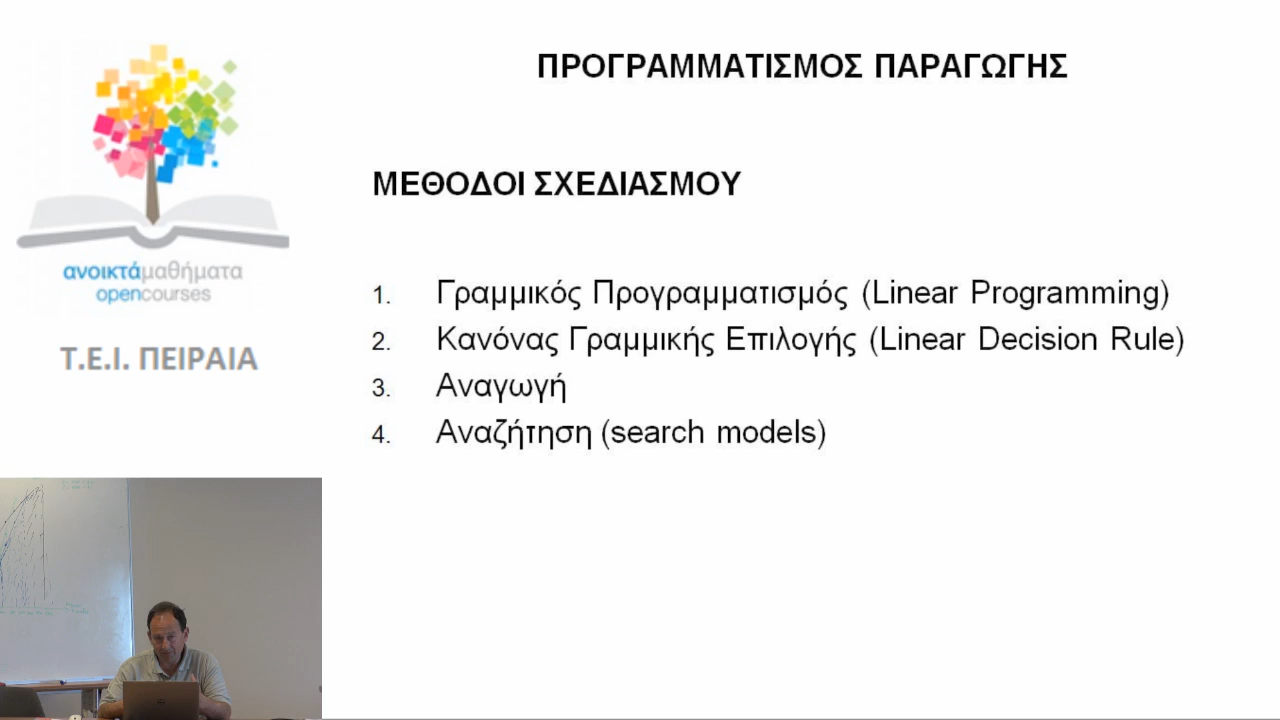 ΠΡΟΓΡΑΜΜΑΤΙΣΜΟΣ ΠΑΡΑΓΩΓΗΣ
ΜΕΘΟΔΟΙ ΣΧΕΔΙΑΣΜΟΥ
1. Γραμμικός Προγραμματισμός (Linear Programming)
2. Κανόνας Γραμμικής Επιλογής (Linear Decision Rule)
3. Αναγωγή
4. Αναζήτηση (search models)
ανοικτάμαθήματα
opencourses
Τ.Ε.Ι. ΠΕΙΡΑΙΑ